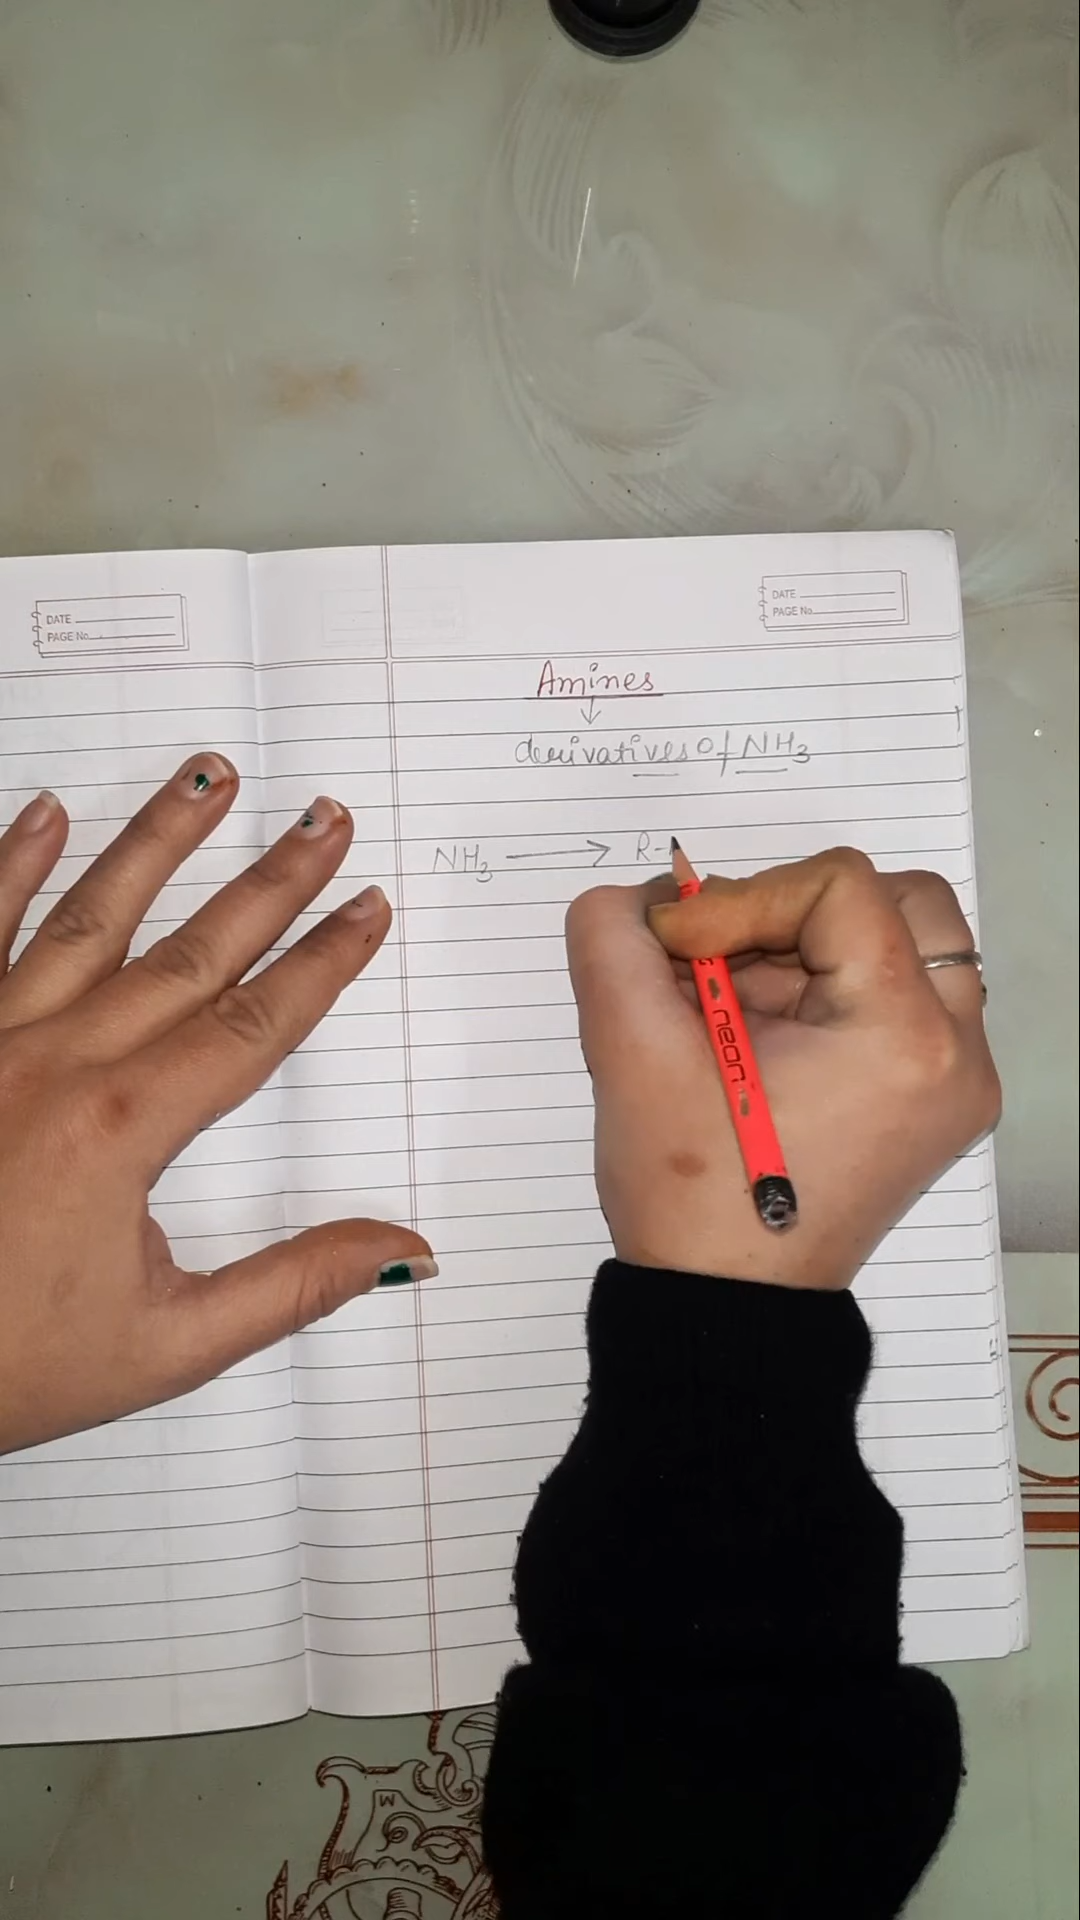 DATE
PAGE No.
DATE
PAGE No.
Amines
↓
derivatives of NH3
NH3 ⟶ R-
neon